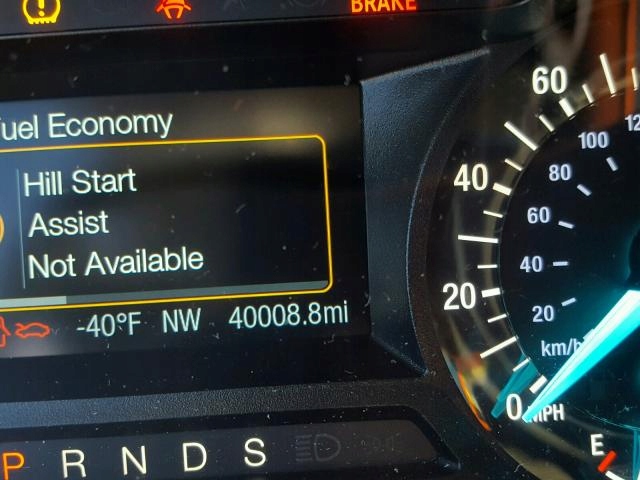 BRAKE
Fuel Economy
Hill Start
Assist
Not Available
-40°F NW 40008.8mi
P R N D S
60
40
20
0 MPH
100
80
60
40
20
km/h
E